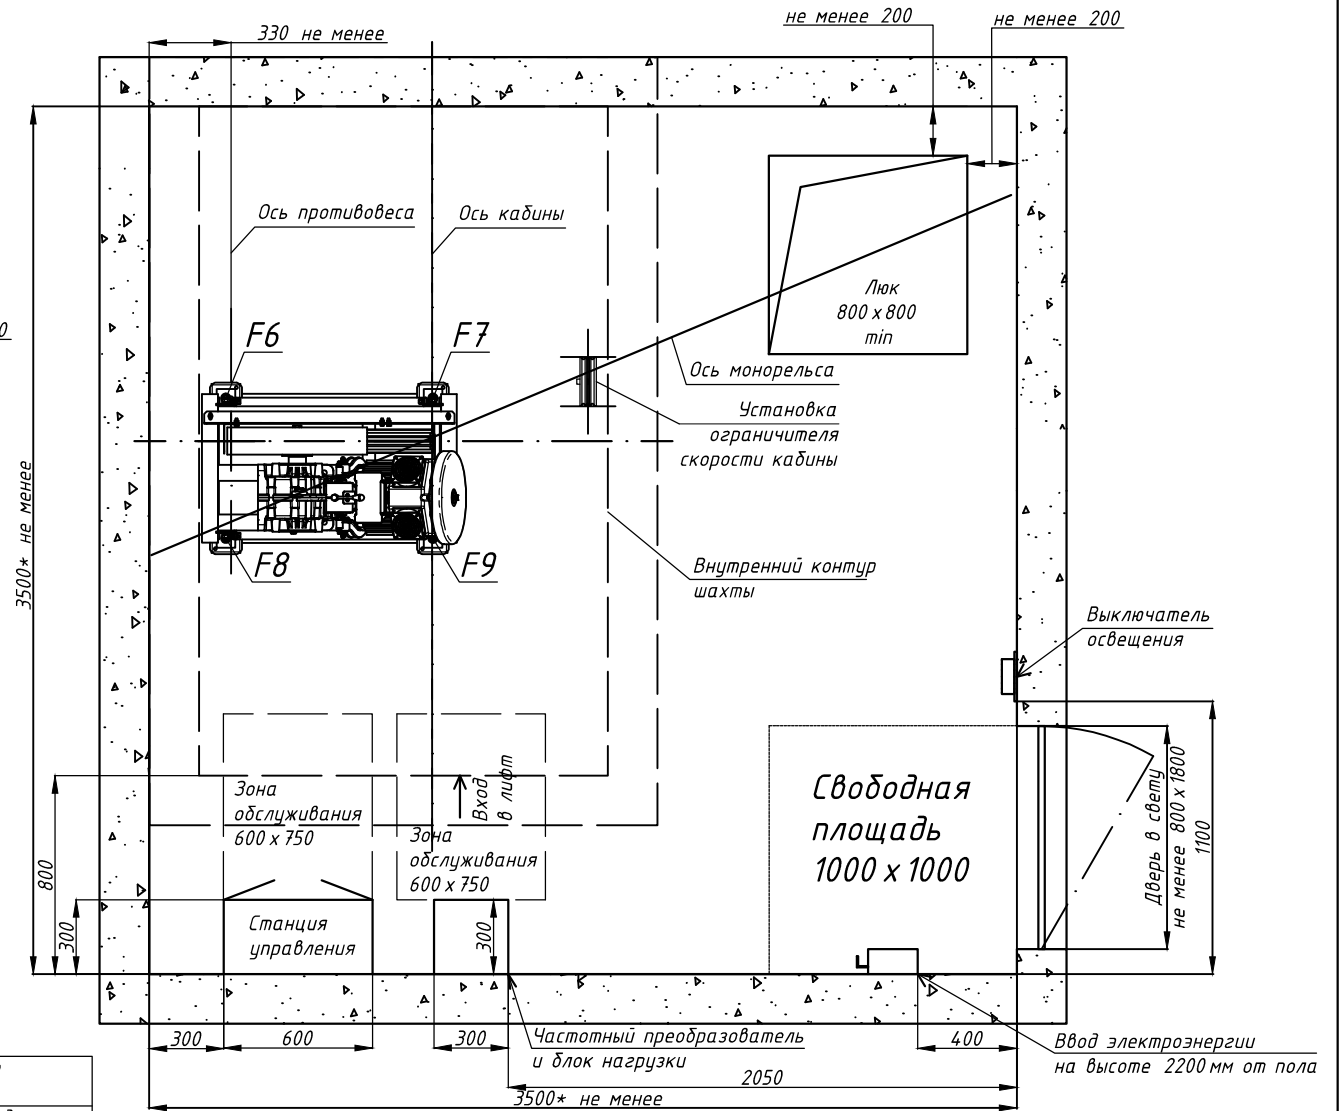 не менее 200
не менее 200
330 не менее
Ось противовеса
Ось кабины
F6
F7
Люк
800 x 800
min
Ось монорельса
Установка
ограничителя
скорости кабины
3500* не менее
F8
F9
Внутренний контур
шахты
Выключатель
освещения
Зона
обслуживания
600 x 750
Вход
в лифт
Зона
обслуживания
600 x 750
Свободная
площадь
1000 x 1000
Дверь в свету
не менее 800 x 1800
1100
800
300
Станция
управления
300
300
600
300
Частотный преобразователь
и блок нагрузки
400
Ввод электроэнергии
на высоте 2200 мм от пола
2050
3500* не менее